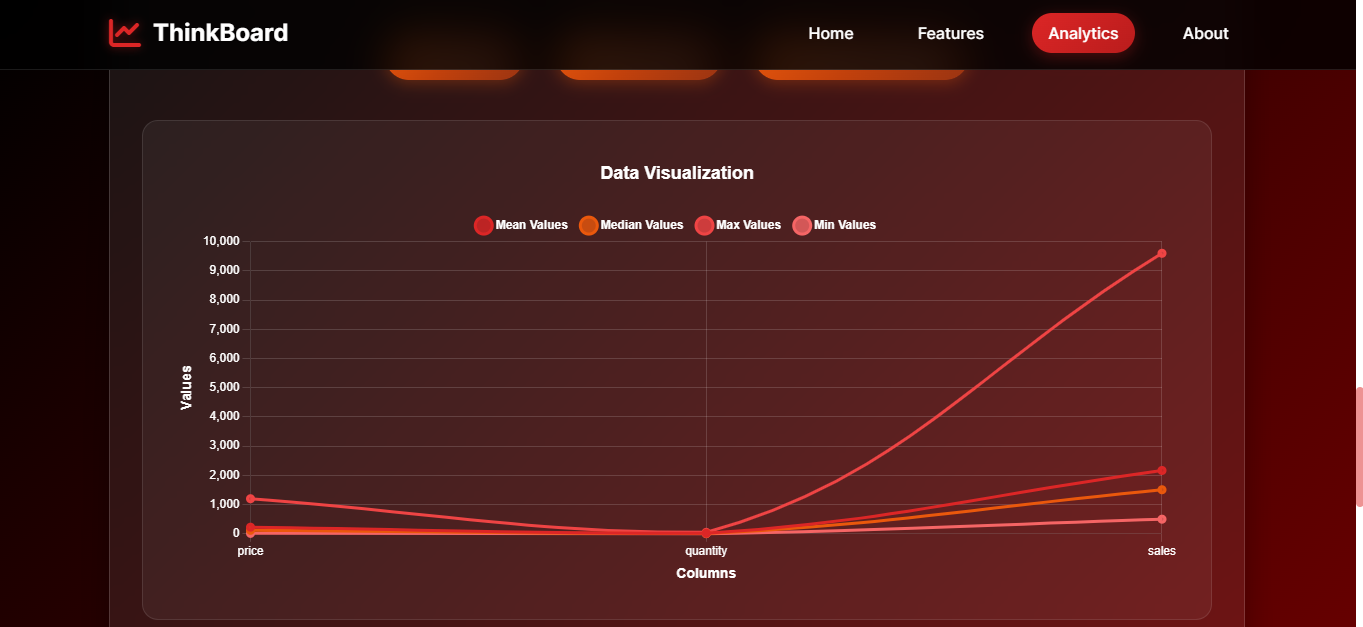 ThinkBoard Home Features Analytics About
Data Visualization
Mean Values Median Values Max Values Min Values
10,000
9,000
8,000
7,000
6,000
5,000
4,000
3,000
2,000
1,000
0
Values
price quantity sales
Columns